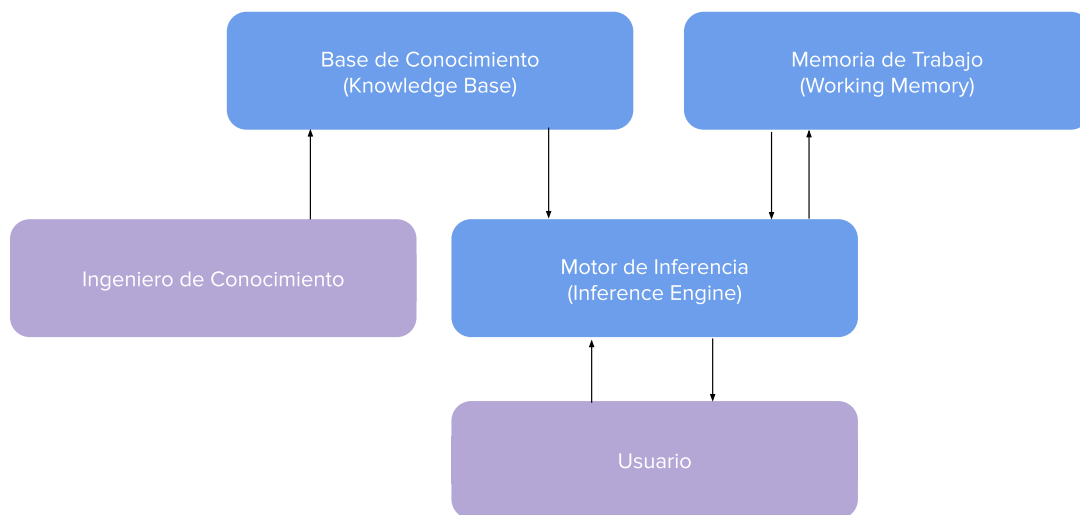 Base de Conocimiento
(Knowledge Base)
Memoria de Trabajo
(Working Memory)
Ingeniero de Conocimiento
Motor de Inferencia
(Inference Engine)
Usuario